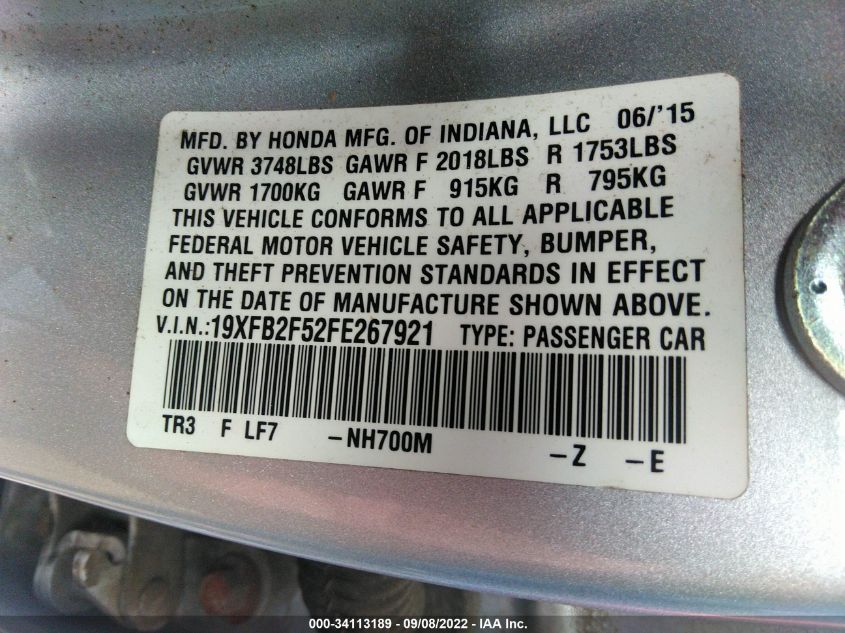 MFD. BY HONDA MFG. OF INDIANA, LLC 06/'15
GVWR 3748LBS GAWR F 2018LBS R 1753LBS
GVWR 1700KG GAWR F 915KG R 795KG
THIS VEHICLE CONFORMS TO ALL APPLICABLE
FEDERAL MOTOR VEHICLE SAFETY, BUMPER,
AND THEFT PREVENTION STANDARDS IN EFFECT
ON THE DATE OF MANUFACTURE SHOWN ABOVE.
V.I.N.:19XFB2F52FE267921 TYPE: PASSENGER CAR
TR3 F LF7 -NH700M -Z -E
000-34113189 - 09/08/2022 - IAA Inc.